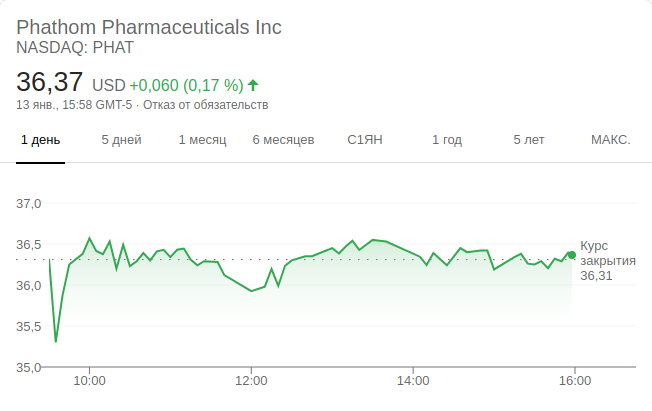 Phathom Pharmaceuticals Inc
NASDAQ: PHAT
36,37 USD +0,060 (0,17 %)
13 янв., 15:58 GMT-5 · Отказ от обязательств
1 день 5 дней 1 месяц 6 месяцев С1ЯН 1 год 5 лет МАКС.
37,0
36,5
36,0
35,5
35,0
Курс
закрытия
36,31
10:00 12:00 14:00 16:00